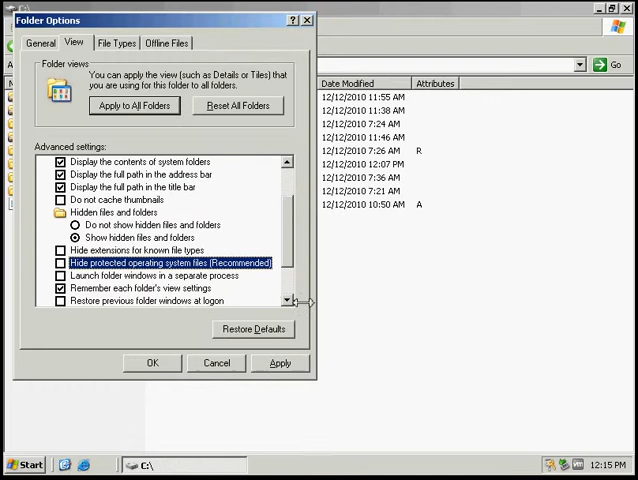 C:\
Folder Options
General
View
File Types
Offline Files
Folder views
You can apply the view (such as Details or Tiles) that
you are using for this folder to all folders.
Apply to All Folders
Reset All Folders
Advanced settings:
Display the contents of system folders
Display the full path in the address bar
Display the full path in the title bar
Do not cache thumbnails
Hidden files and folders
Do not show hidden files and folders
Show hidden files and folders
Hide extensions for known file types
Hide protected operating system files (Recommended)
Launch folder windows in a separate process
Remember each folder's view settings
Restore previous folder windows at logon
Restore Defaults
OK
Cancel
Apply
Go
Date Modified
Attributes
12/12/2010 11:55 AM
12/12/2010 11:38 AM
12/12/2010 7:24 AM
12/12/2010 11:46 AM
12/12/2010 7:26 AM R
12/12/2010 12:07 PM
12/12/2010 7:36 AM
12/12/2010 7:21 AM
12/12/2010 10:50 AM A
Start
C:\
12:15 PM